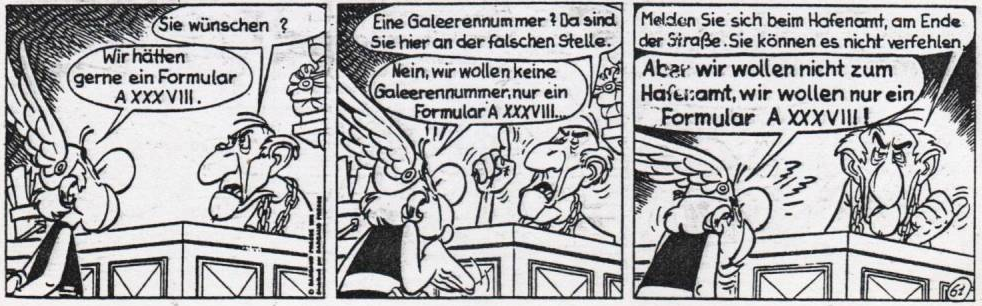 Sie wünschen ?
Wir hätten
gerne ein Formular
A XXXVIII.
Eine Galeerennummer ? Da sind
Sie hier an der falschen Stelle.
Nein, wir wollen keine
Galeerennummer, nur ein
Formular A XXXVIII...
Melden Sie sich beim Hafenamt, am Ende
der Straße. Sie können es nicht verfehlen.
Aber wir wollen nicht zum
Hafenamt, wir wollen nur ein
Formular A XXXVIII !
61